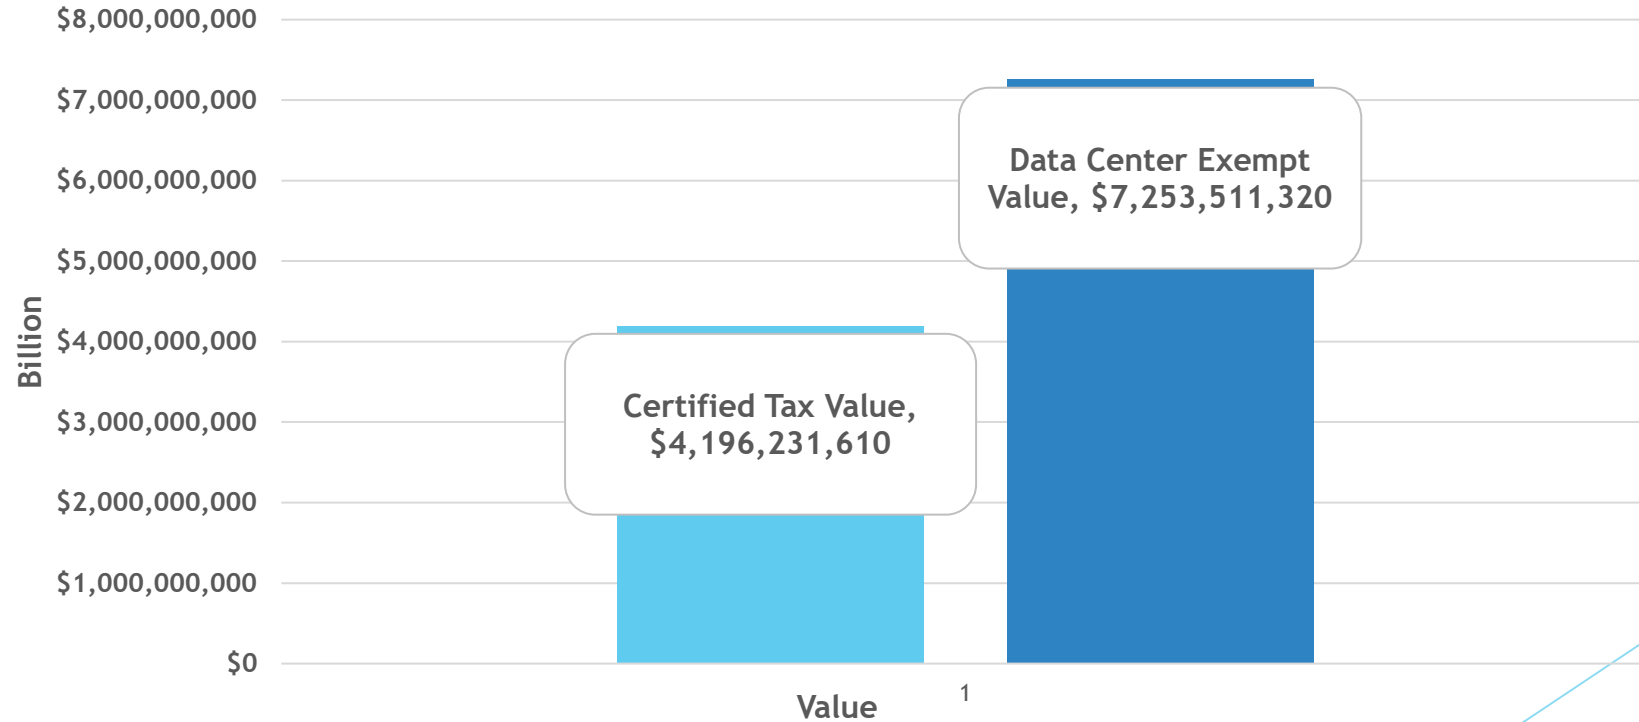 $8,000,000,000
$7,000,000,000
$6,000,000,000
$5,000,000,000
$4,000,000,000
$3,000,000,000
$2,000,000,000
$1,000,000,000
$0
Billion
Data Center Exempt
Value, $7,253,511,320
Certified Tax Value,
$4,196,231,610
1
Value